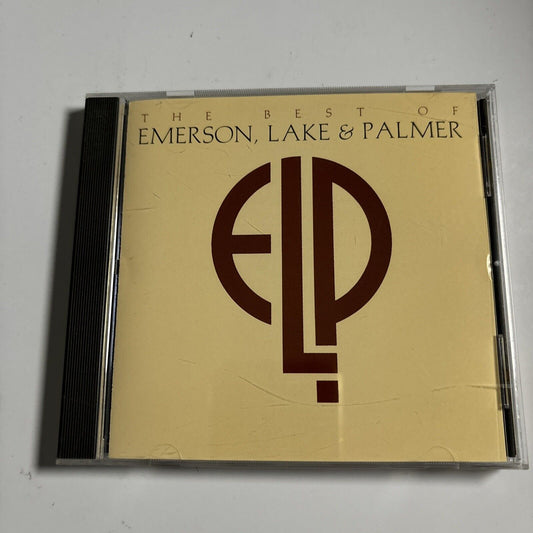 THE BEST OF
EMERSON, LAKE & PALMER
ELP